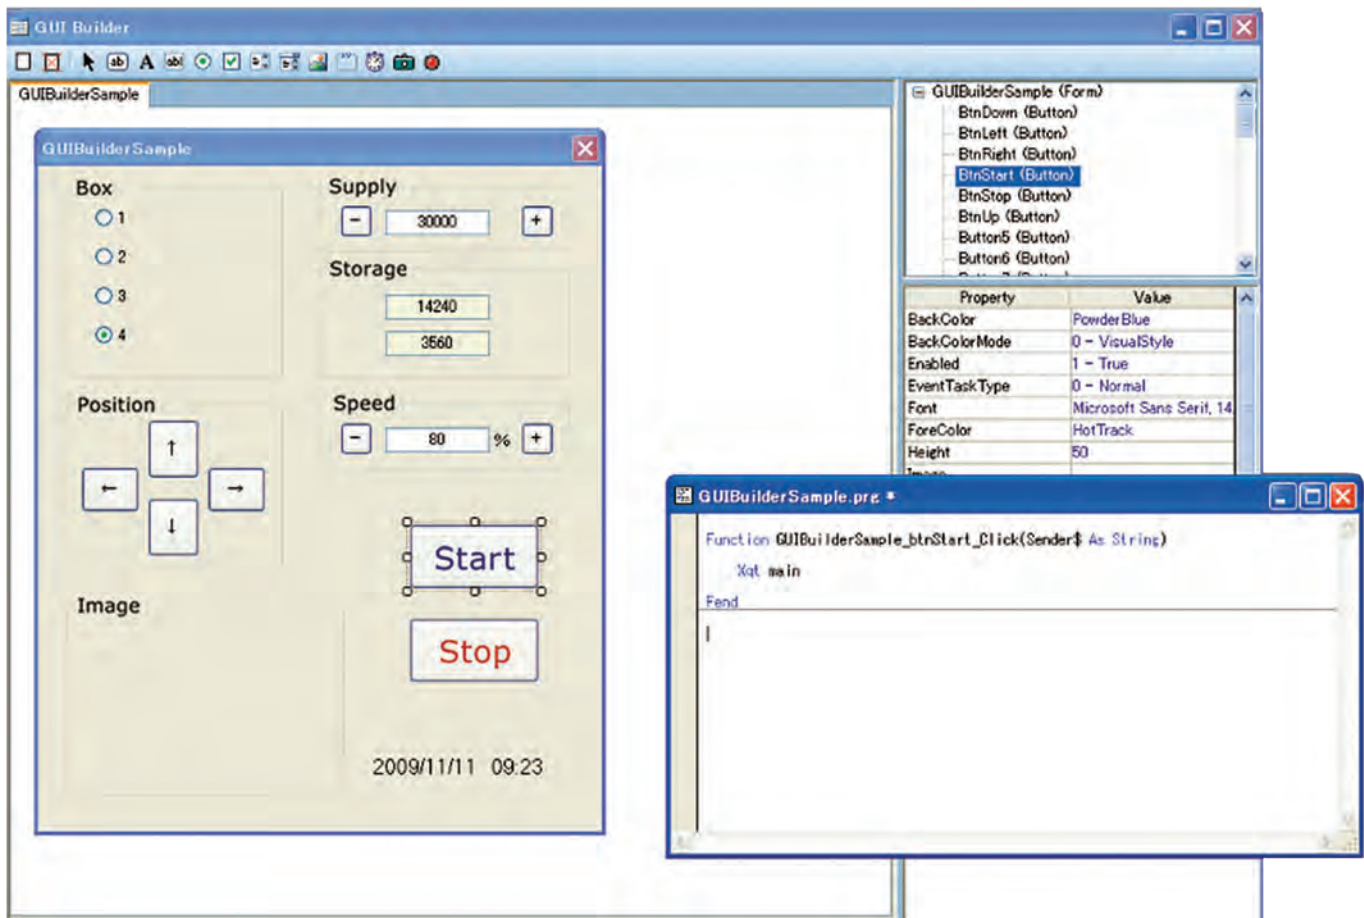 GUI Builder
GUIBuilderSample
GUIBuilderSample
Box
1
2
3
4
Supply
- 30000 +
Storage
14240
3560
Position
↑
← →
↓
Speed
- 80 % +
Start
Stop
Image
2009/11/11 09:23
GUIBuilderSample (Form)
BtnDown (Button)
BtnLeft (Button)
BtnRight (Button)
BtnStart (Button)
BtnStop (Button)
BtnUp (Button)
Button5 (Button)
Button6 (Button)
Property Value
BackColor PowderBlue
BackColorMode 0 - VisualStyle
Enabled 1 - True
EventTaskType 0 - Normal
Font Microsoft Sans Serif, 14
ForeColor HotTrack
Height 50
GUIBuilderSample.prg *
Function GUIBuilderSample_btnStart_Click(Sender$ As String)
Xqt main
Fend